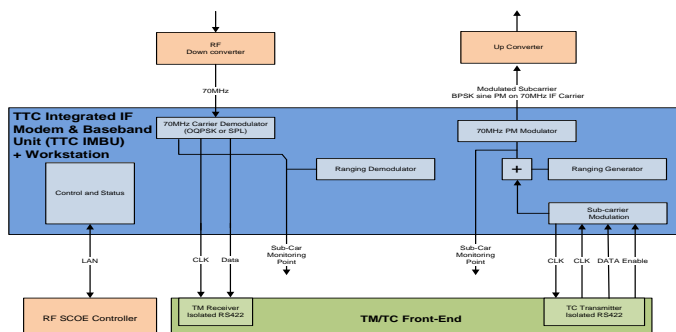 RF
Down converter
Up Converter
70MHz
Modulated Subcarrier
BPSK sine PM on 70MHz IF Carrier
TTC Integrated IF
Modem & Baseband
Unit (TTC IMBU)
+ Workstation
70MHz Carrier Demodulator
(OQPSK or SPL)
70MHz PM Modulator
Ranging Demodulator
+
Ranging Generator
Control and Status
Sub-carrier
Modulation
LAN
CLK
Data
Sub-Car
Monitoring
Point
Sub-Car
Monitoring
Point
CLK
CLK
DATA
Enable
RF SCOE Controller
TM Receiver
Isolated RS422
TM/TC Front-End
TC Transmitter
Isolated RS422